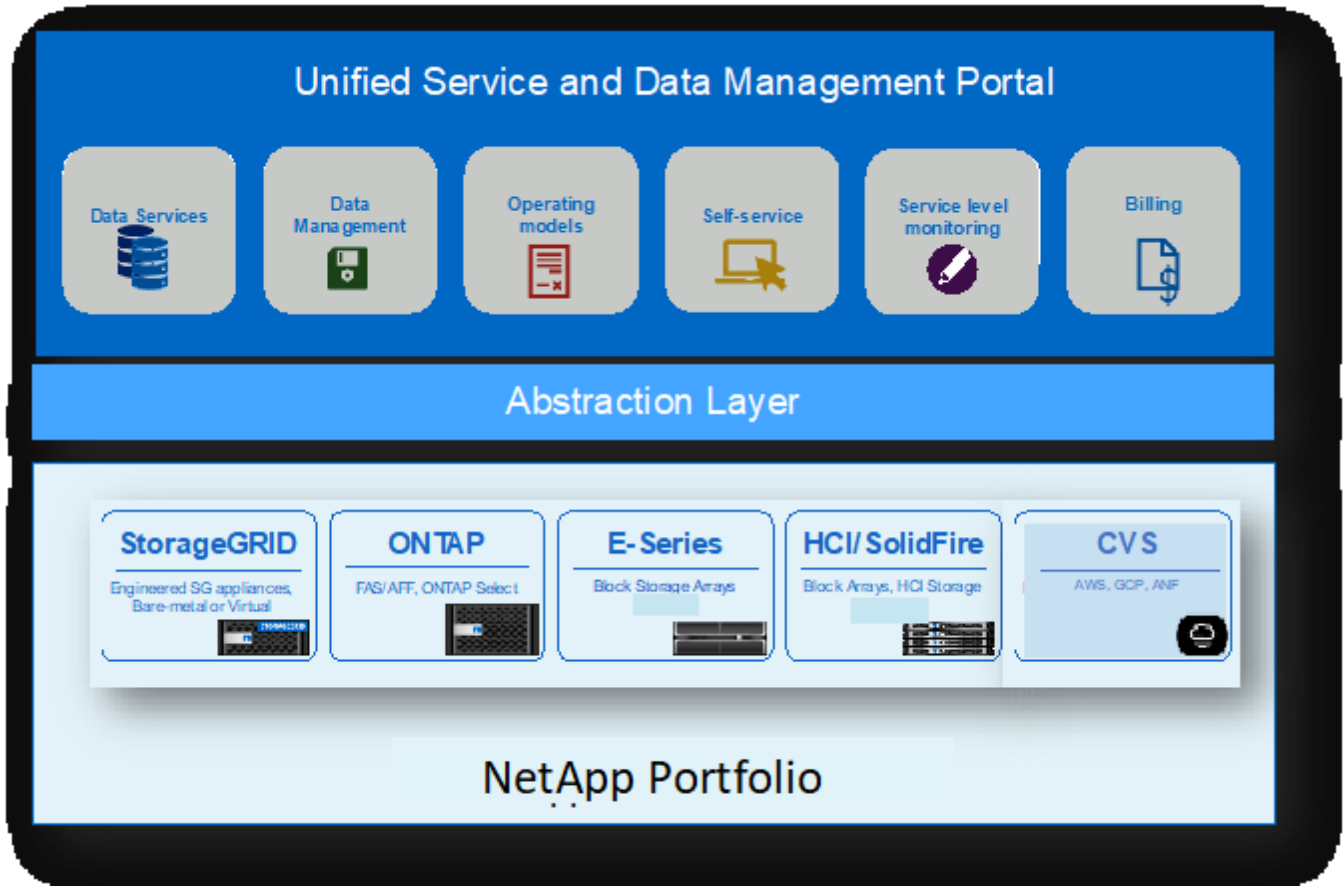 Unified Service and Data Management Portal
Data Services
Data
Management
Operating
models
Self-service
Service level
monitoring
Billing
Abstraction Layer
StorageGRID
Engineered SG appliances,
Bare-metal or Virtual
ONTAP
FAS/AFF, ONTAP Select
E-Series
Block Storage Arrays
HCI/SolidFire
Block Arrays, HCI Storage
CVS
AWS, GCP, ANF
NetApp Portfolio